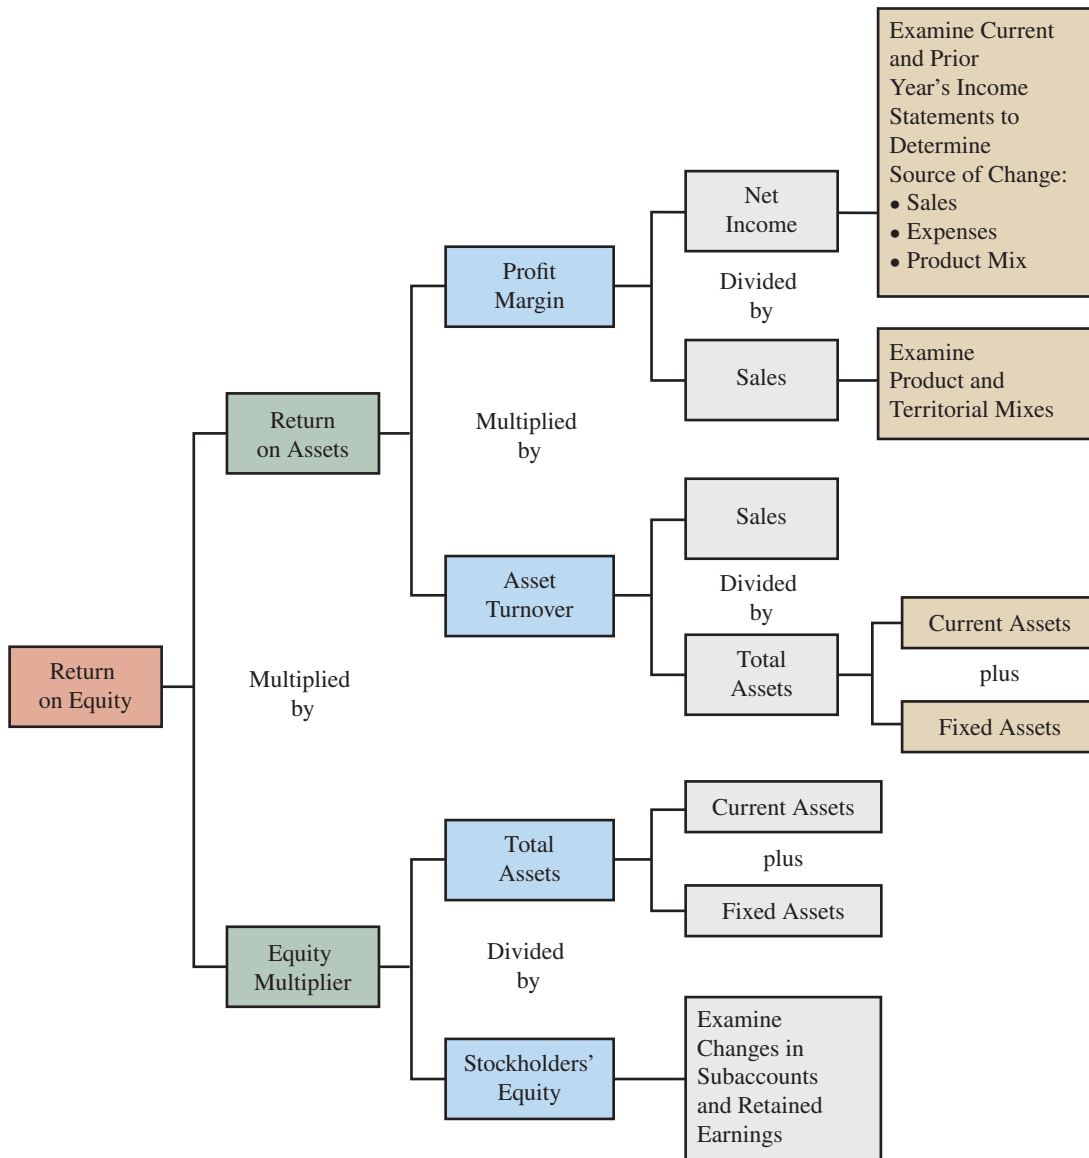 Examine Current
and Prior
Year’s Income
Statements to
Determine
Source of Change:
• Sales
• Expenses
• Product Mix
Net
Income
Divided
by
Profit
Margin
Sales
Examine
Product and
Territorial Mixes
Return
on Assets
Multiplied
by
Sales
Asset
Turnover
Divided
by
Total
Assets
Current Assets
plus
Fixed Assets
Return
on Equity
Multiplied
by
Total
Assets
Current Assets
plus
Fixed Assets
Equity
Multiplier
Divided
by
Stockholders’
Equity
Examine
Changes in
Subaccounts
and Retained
Earnings